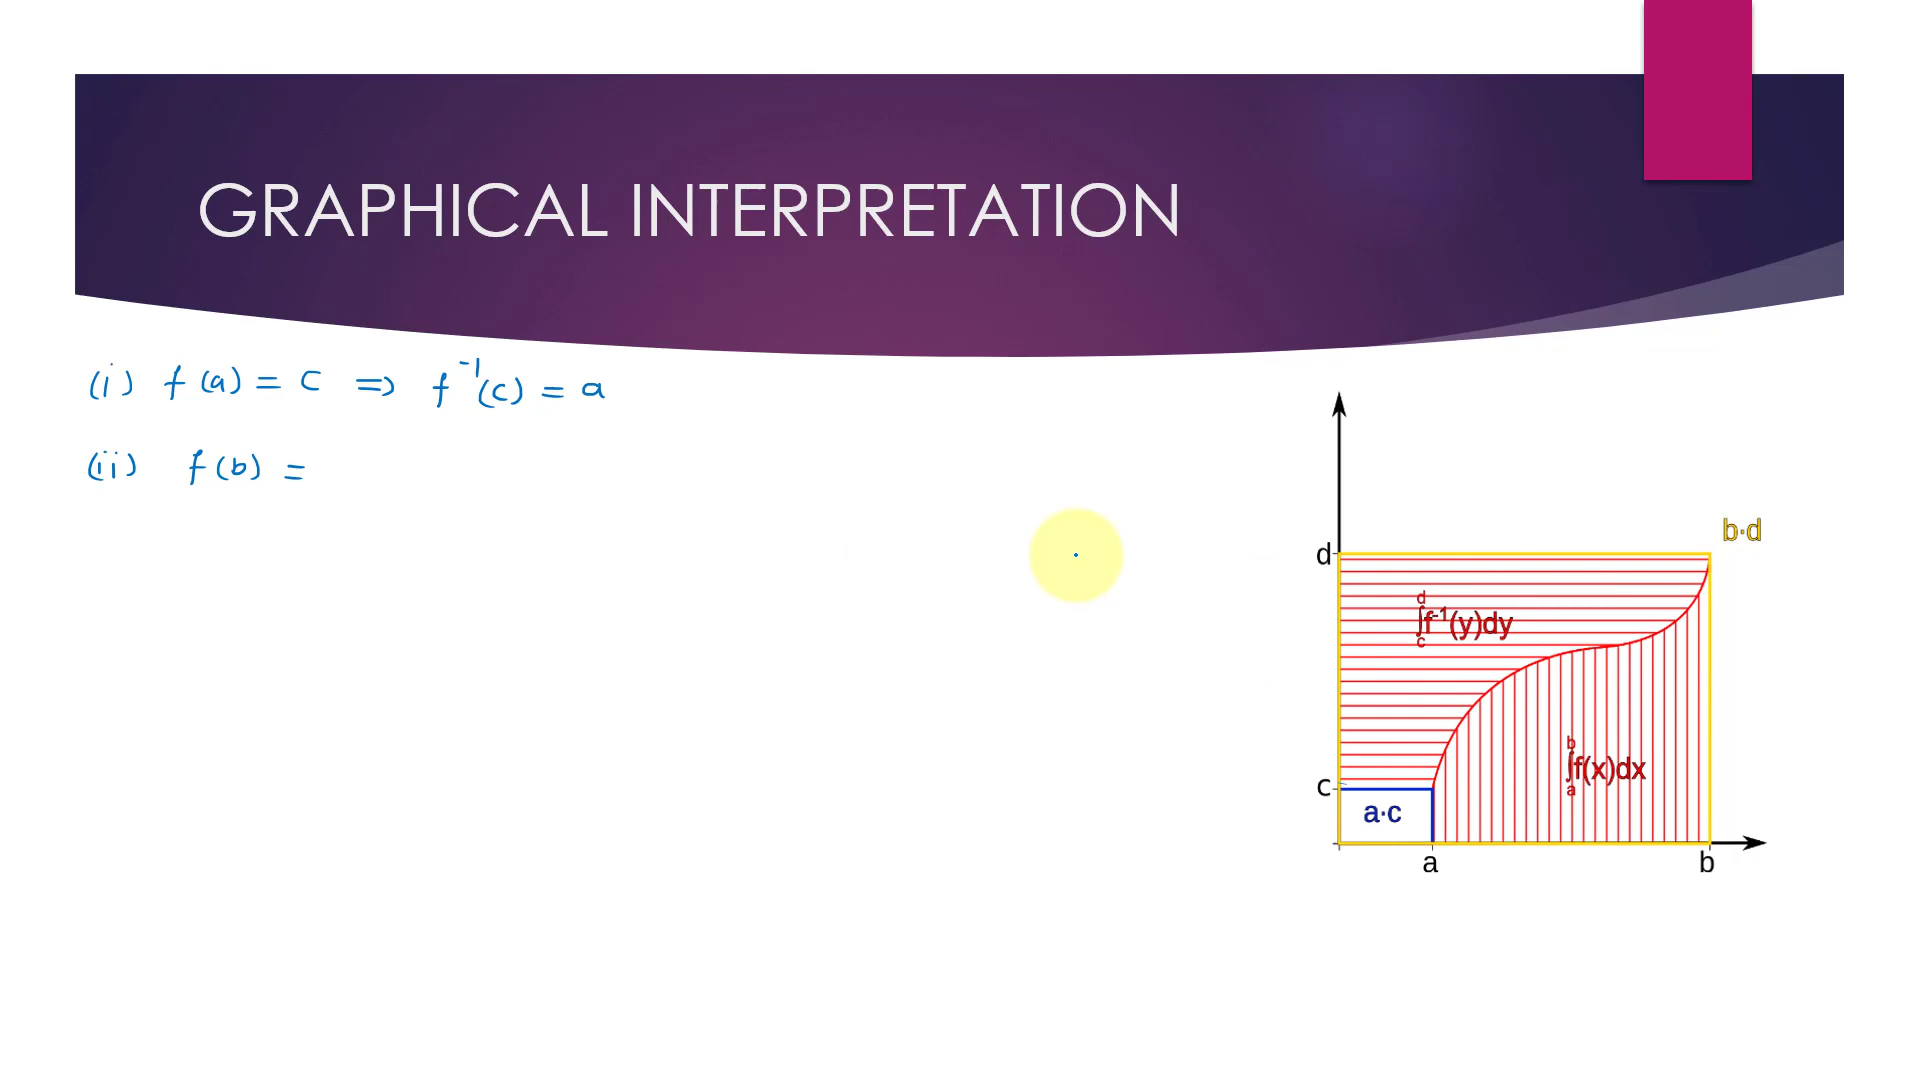 GRAPHICAL INTERPRETATION
(i) f(a) = c ⇒ f⁻¹(c) = a
(ii) f(b) =
b·d
d
d
∫f⁻¹(y)dy
c
b
∫f(x)dx
a
c
a·c
a
b